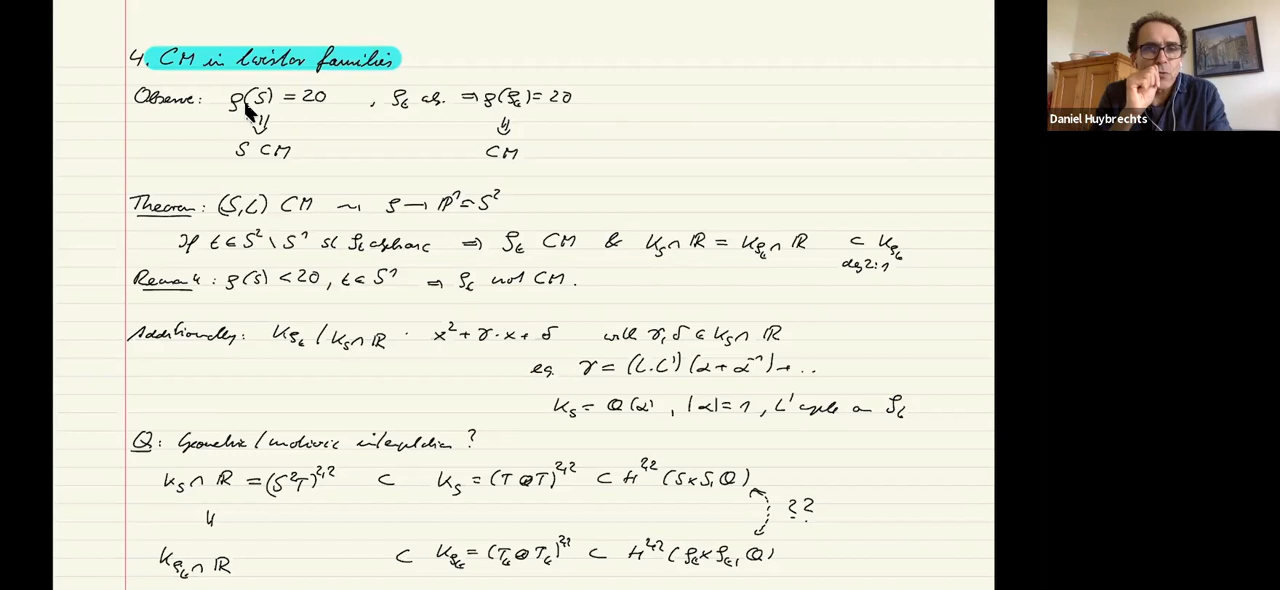 4. CM in twistor families
Observe: ρ(S) = 20 , 𝒮_t alg. ⇒ ρ(𝒮_t) = 20
⇓ ⇓
S CM CM
Theorem: (S,L) CM ⇝ 𝒮 → ℙ¹ = S²
If t ∈ S² \ S¹ st 𝒮_t algebraic ⇒ 𝒮_t CM & K_S ∩ ℝ = K_{𝒮_t} ∩ ℝ ⊂ K_{𝒮_t}
deg 2:1
Remark: ρ(S) < 20, t ∈ S¹ ⇒ 𝒮_t not CM.
Additionally: K_{𝒮_t} / K_S ∩ ℝ : x² + γ·x + δ with γ, δ ∈ K_S ∩ ℝ
eg. γ = (L.L')(α + α⁻¹) + ..
K_S = ℚ(α), |α| = 1, L' ample on 𝒮_t
Q: Geometric / motivic interpretation ?
K_S ∩ ℝ = (S²T)^{2,2} ⊂ K_S = (T ⊗ T)^{2,2} ⊂ H^{2,2}(S×S, ℚ)
?? 
K_{𝒮_t} ∩ ℝ ⊂ K_{𝒮_t} = (T_t ⊗ T_t)^{2,2} ⊂ H^{2,2}(𝒮_t × 𝒮_t, ℚ)
Daniel Huybrechts